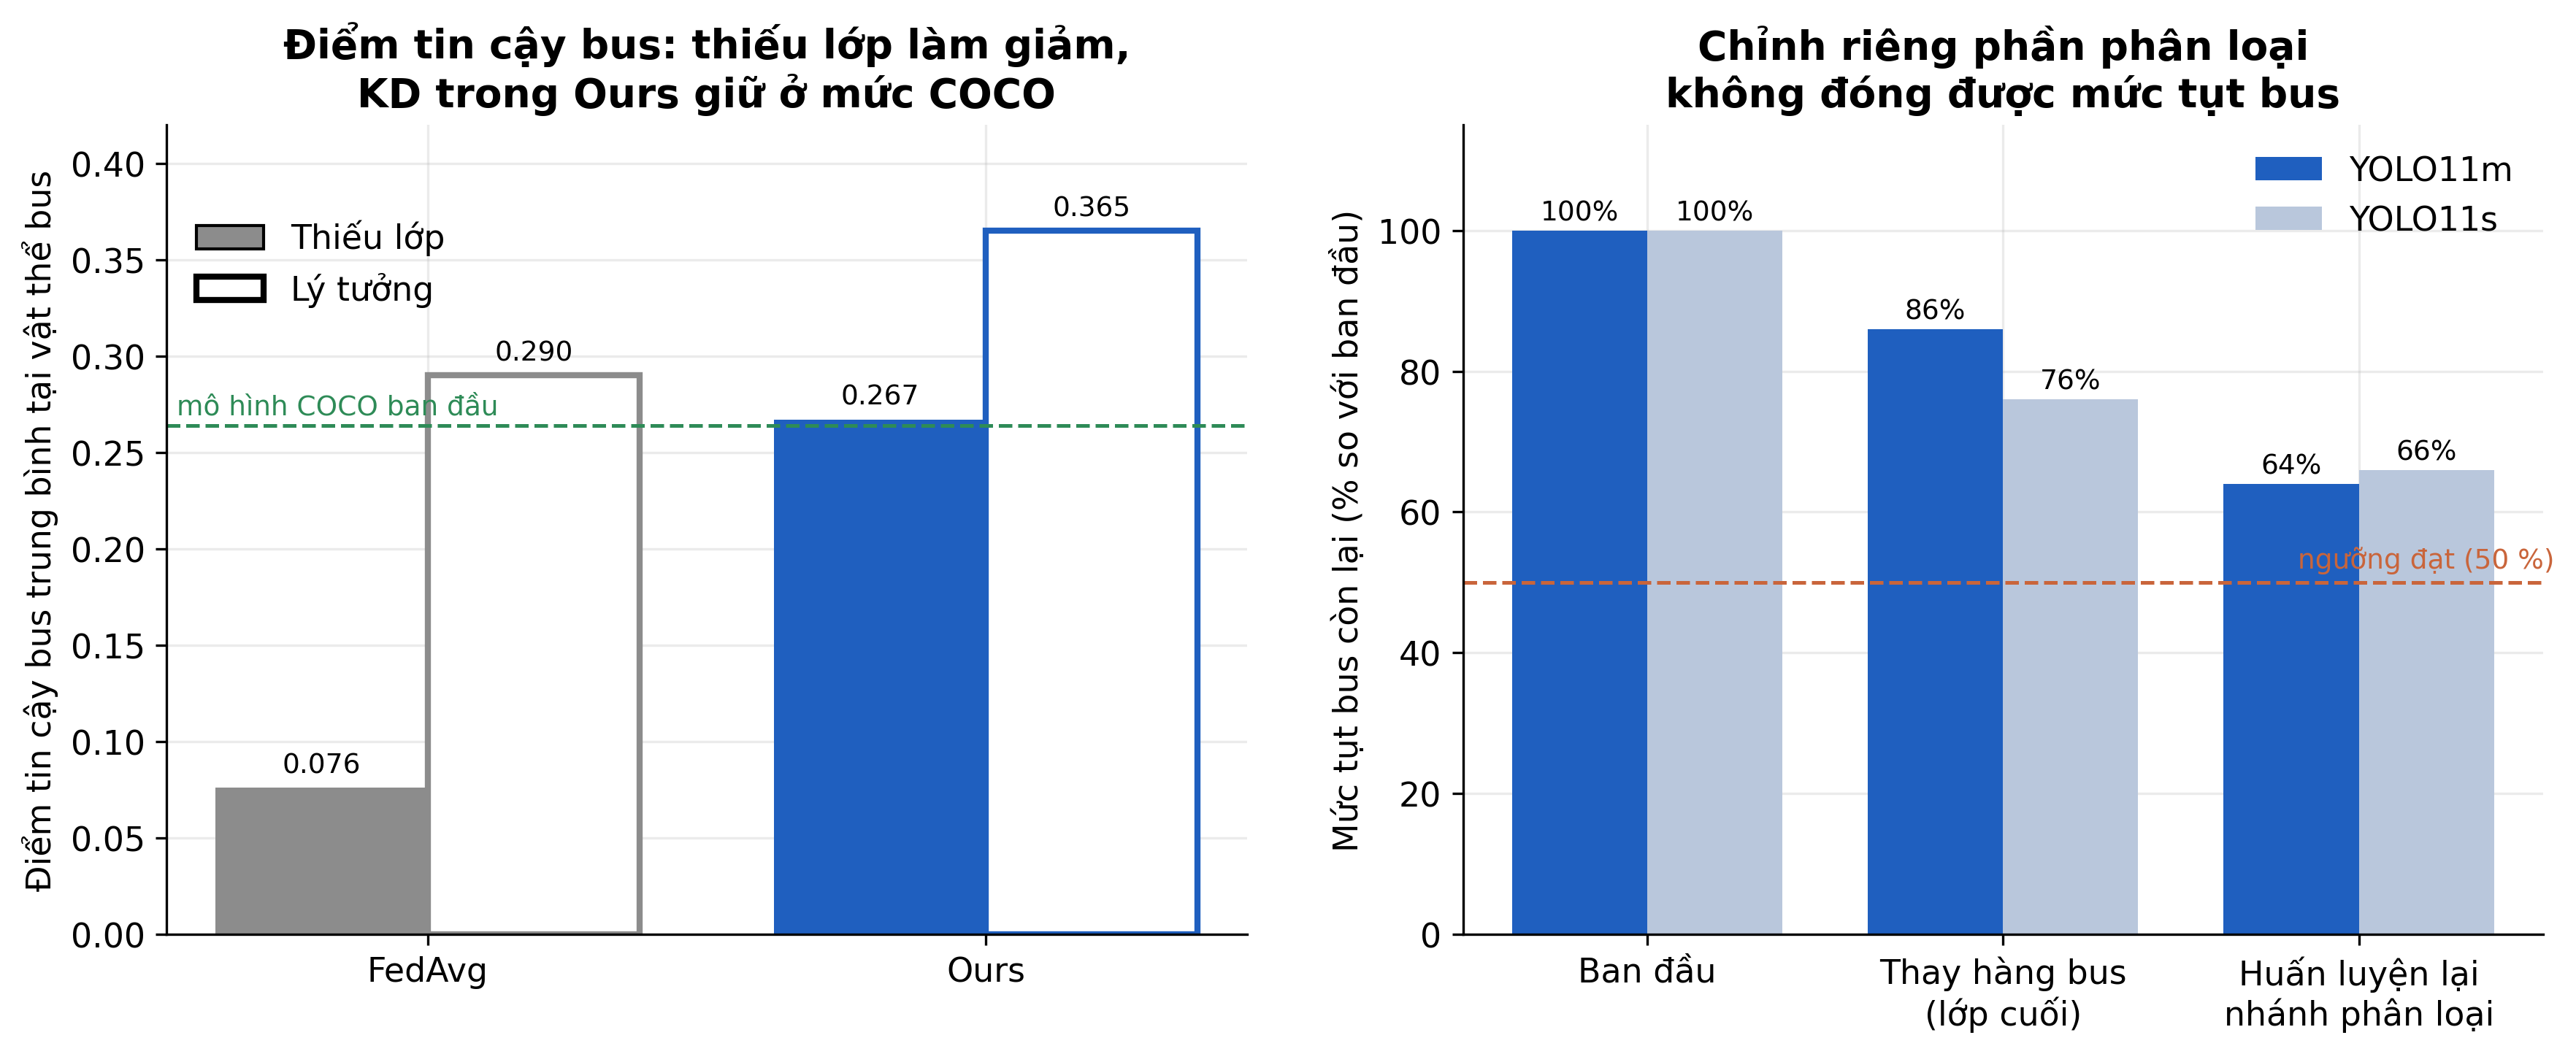 Điểm tin cậy bus: thiếu lớp làm giảm,
KD trong Ours giữ ở mức COCO
Điểm tin cậy bus trung bình tại vật thể bus
0.40
0.35
0.30
0.25
0.20
0.15
0.10
0.05
0.00
Thiếu lớp
Lý tưởng
mô hình COCO ban đầu
0.076
0.290
0.267
0.365
FedAvg
Ours
Chỉnh riêng phần phân loại
không đóng được mức tụt bus
Mức tụt bus còn lại (% so với ban đầu)
100
80
60
40
20
0
YOLO11m
YOLO11s
100%
100%
86%
76%
64%
66%
ngưỡng đạt (50 %)
Ban đầu
Thay hàng bus
(lớp cuối)
Huấn luyện lại
nhánh phân loại